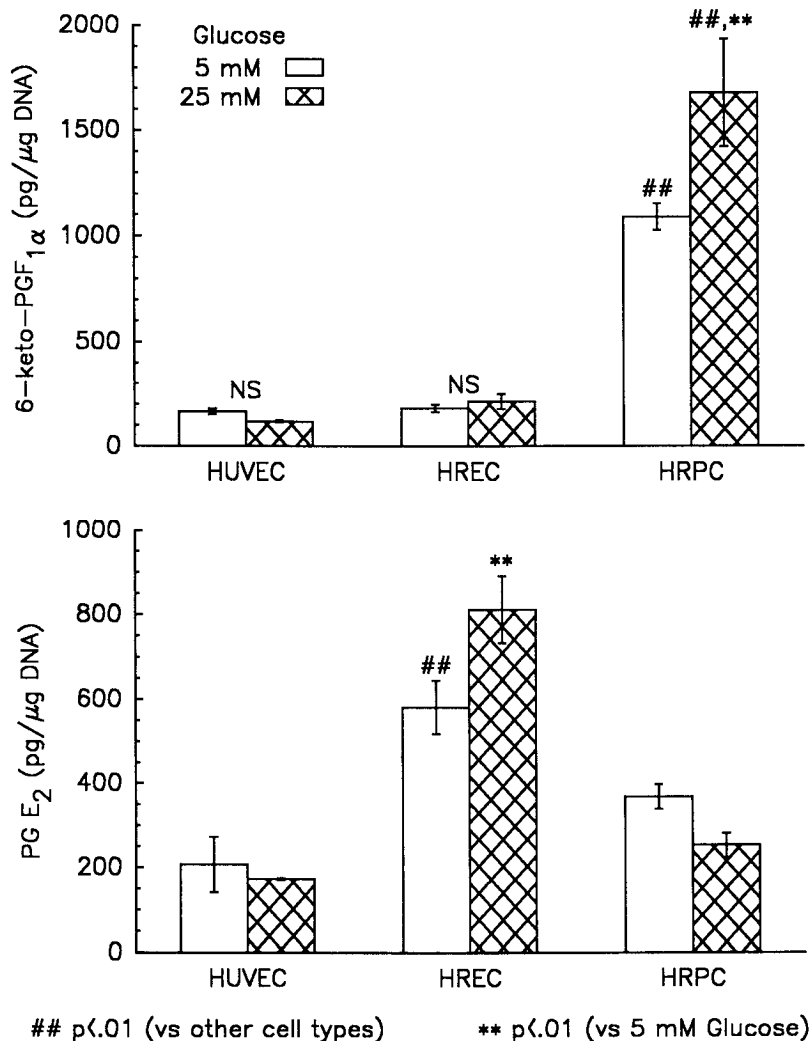 6-keto-PGF1α (pg/μg DNA)
2000
1500
1000
500
0
Glucose
5 mM
25 mM
##,**
##
NS
NS
HUVEC
HREC
HRPC
PG E2 (pg/μg DNA)
1000
800
600
400
200
0
**
##
HUVEC
HREC
HRPC
## p<.01 (vs other cell types)
** p<.01 (vs 5 mM Glucose)